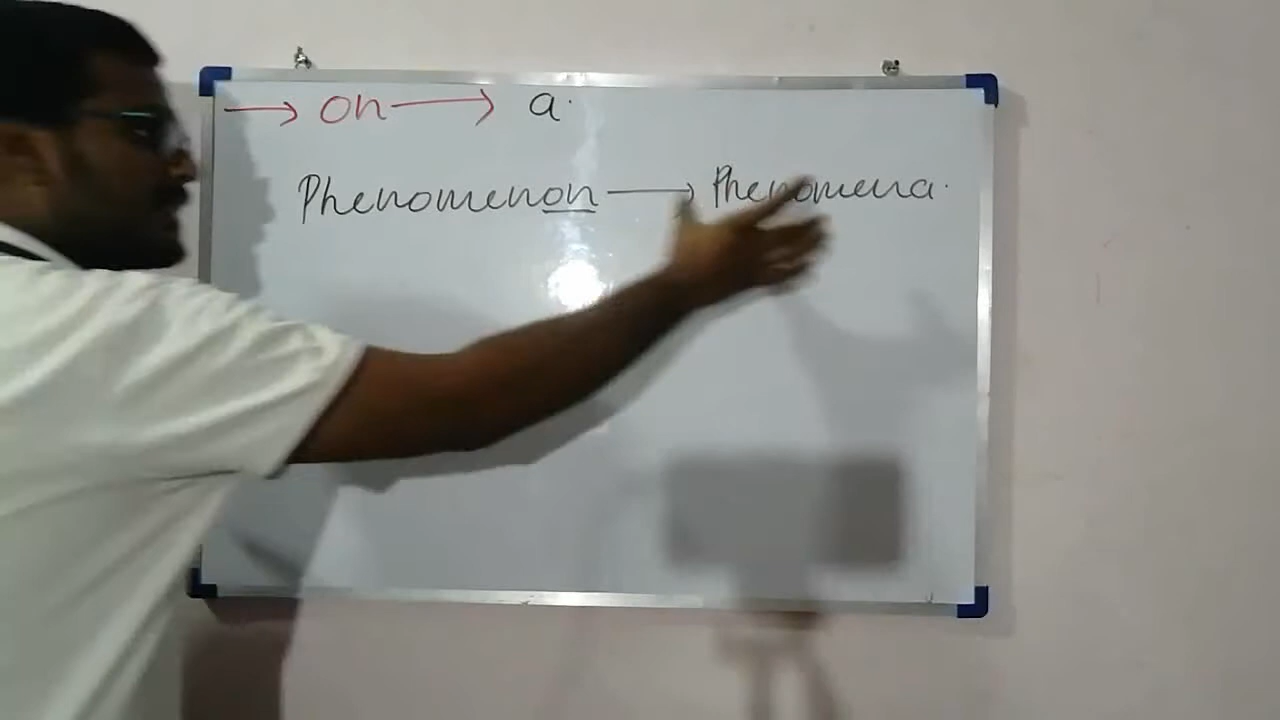 → on → a.
Phenomenon → Phenomena.